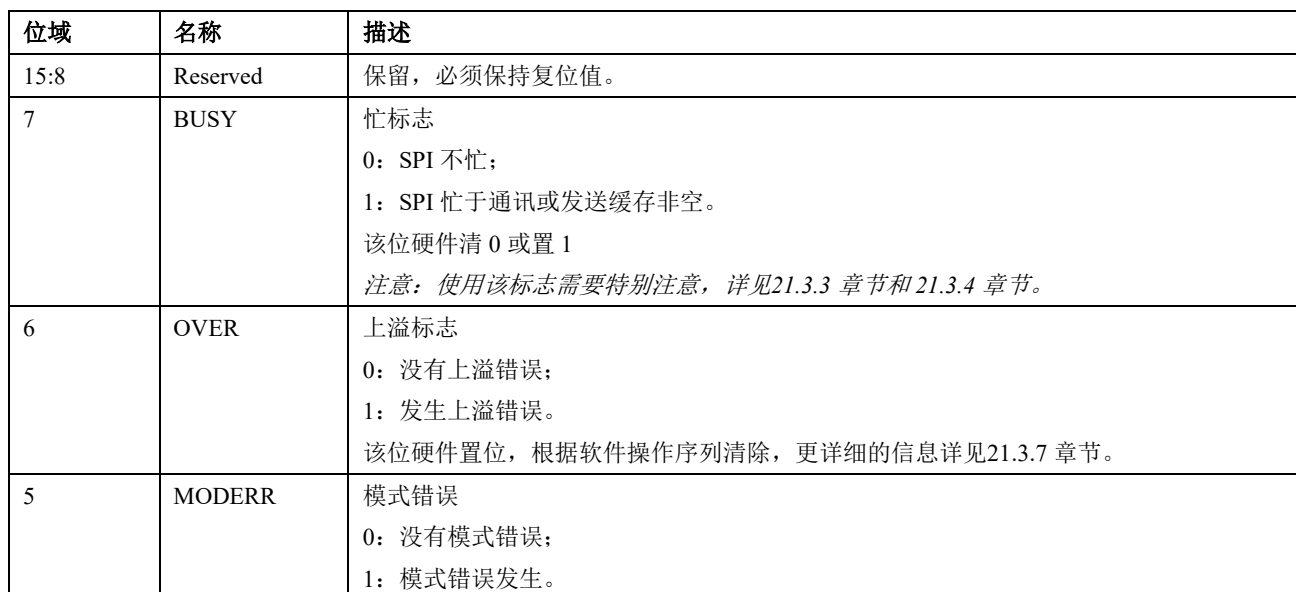 位域 名称 描述
15:8 Reserved 保留，必须保持复位值。
7 BUSY 忙标志
0：SPI 不忙；
1：SPI 忙于通讯或发送缓存非空。
该位硬件清 0 或置 1
注意：使用该标志需要特别注意，详见21.3.3 章节和 21.3.4 章节。
6 OVER 上溢标志
0：没有上溢错误；
1：发生上溢错误。
该位硬件置位，根据软件操作序列清除，更详细的信息详见21.3.7 章节。
5 MODERR 模式错误
0：没有模式错误；
1：模式错误发生。